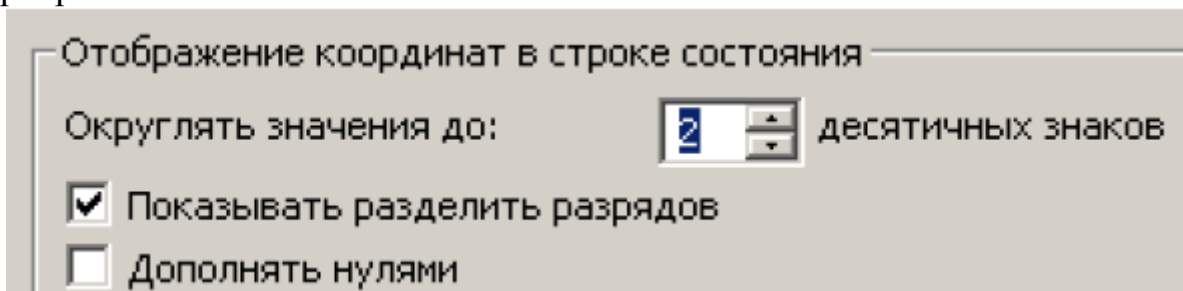 Отображение координат в строке состояния
Округлять значения до: 2 десятичных знаков
Показывать разделить разрядов
Дополнять нулями